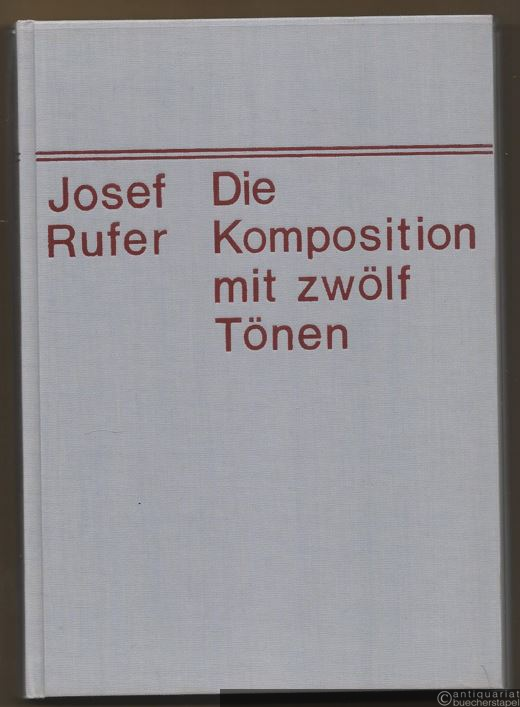 Josef
Rufer
Die
Komposition
mit zwölf
Tönen
©antiquariat
buecherstapel